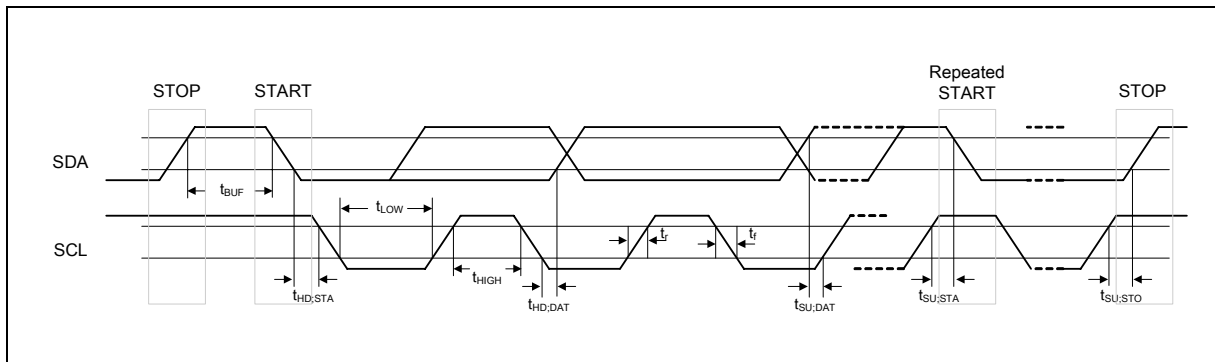 Repeated
STOP START START STOP
SDA
tBUF
tLOW
SCL
tr tf
tHIGH
tHD;STA tHD;DAT tSU;DAT tSU;STA tSU;STO